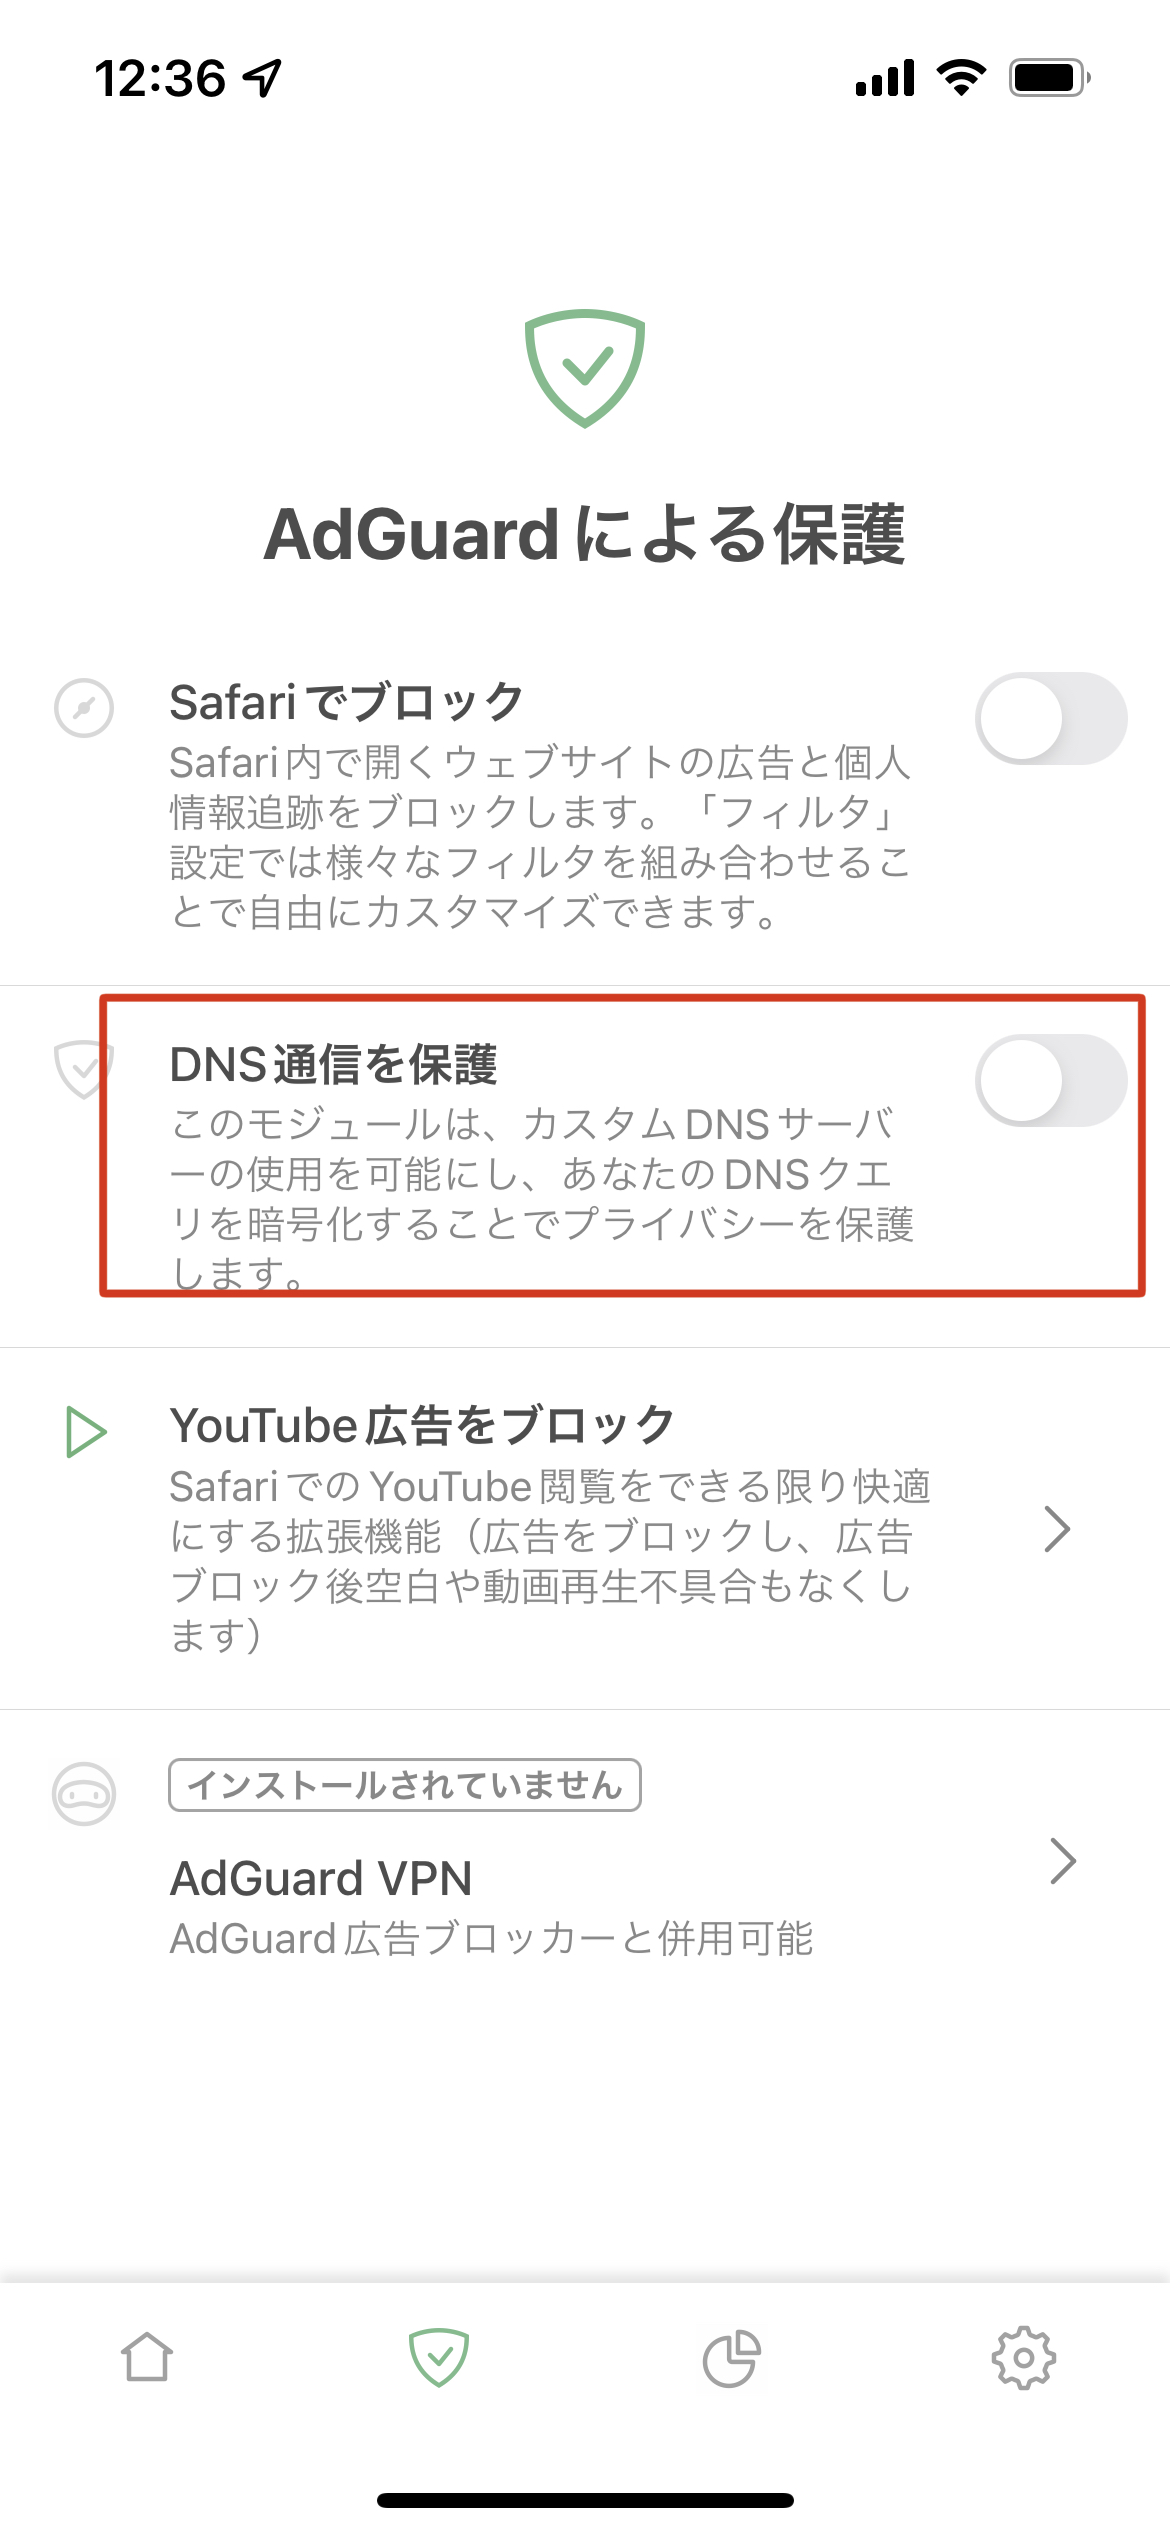 12:36
AdGuardによる保護
Safariでブロック
Safari内で開くウェブサイトの広告と個人
情報追跡をブロックします。「フィルタ」
設定では様々なフィルタを組み合わせるこ
とで自由にカスタマイズできます。
DNS通信を保護
このモジュールは、カスタムDNSサーバ
ーの使用を可能にし、あなたのDNSクエ
リを暗号化することでプライバシーを保護
します。
YouTube広告をブロック
SafariでのYouTube閲覧をできる限り快適
にする拡張機能（広告をブロックし、広告
ブロック後空白や動画再生不具合もなくし
ます）
インストールされていません
AdGuard VPN
AdGuard広告ブロッカーと併用可能